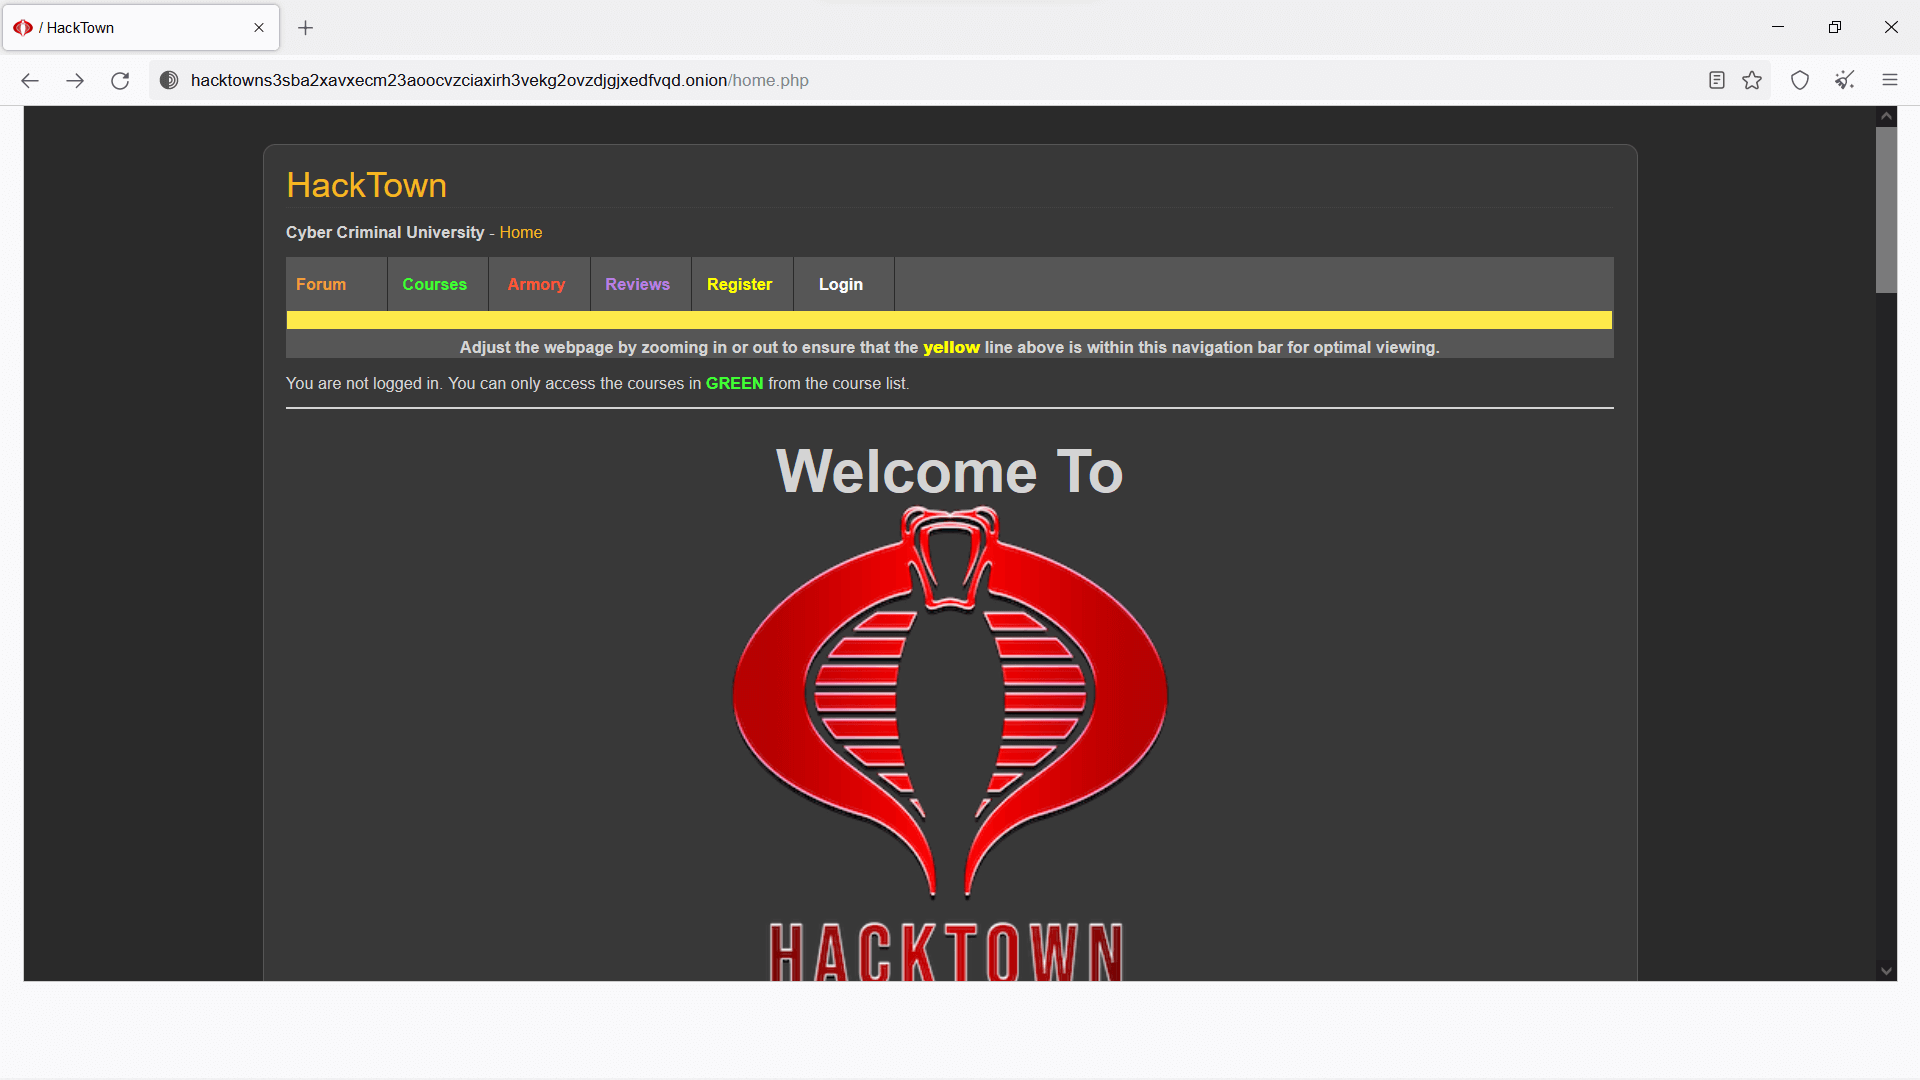 / HackTown
hacktowns3sba2xavxecm23aoocvzciaxirh3vekg2ovzdjgjxedfvqd.onion/home.php
HackTown
Cyber Criminal University - Home
Forum Courses Armory Reviews Register Login
Adjust the webpage by zooming in or out to ensure that the yellow line above is within this navigation bar for optimal viewing.
You are not logged in. You can only access the courses in GREEN from the course list.
Welcome To
HACKTOWN